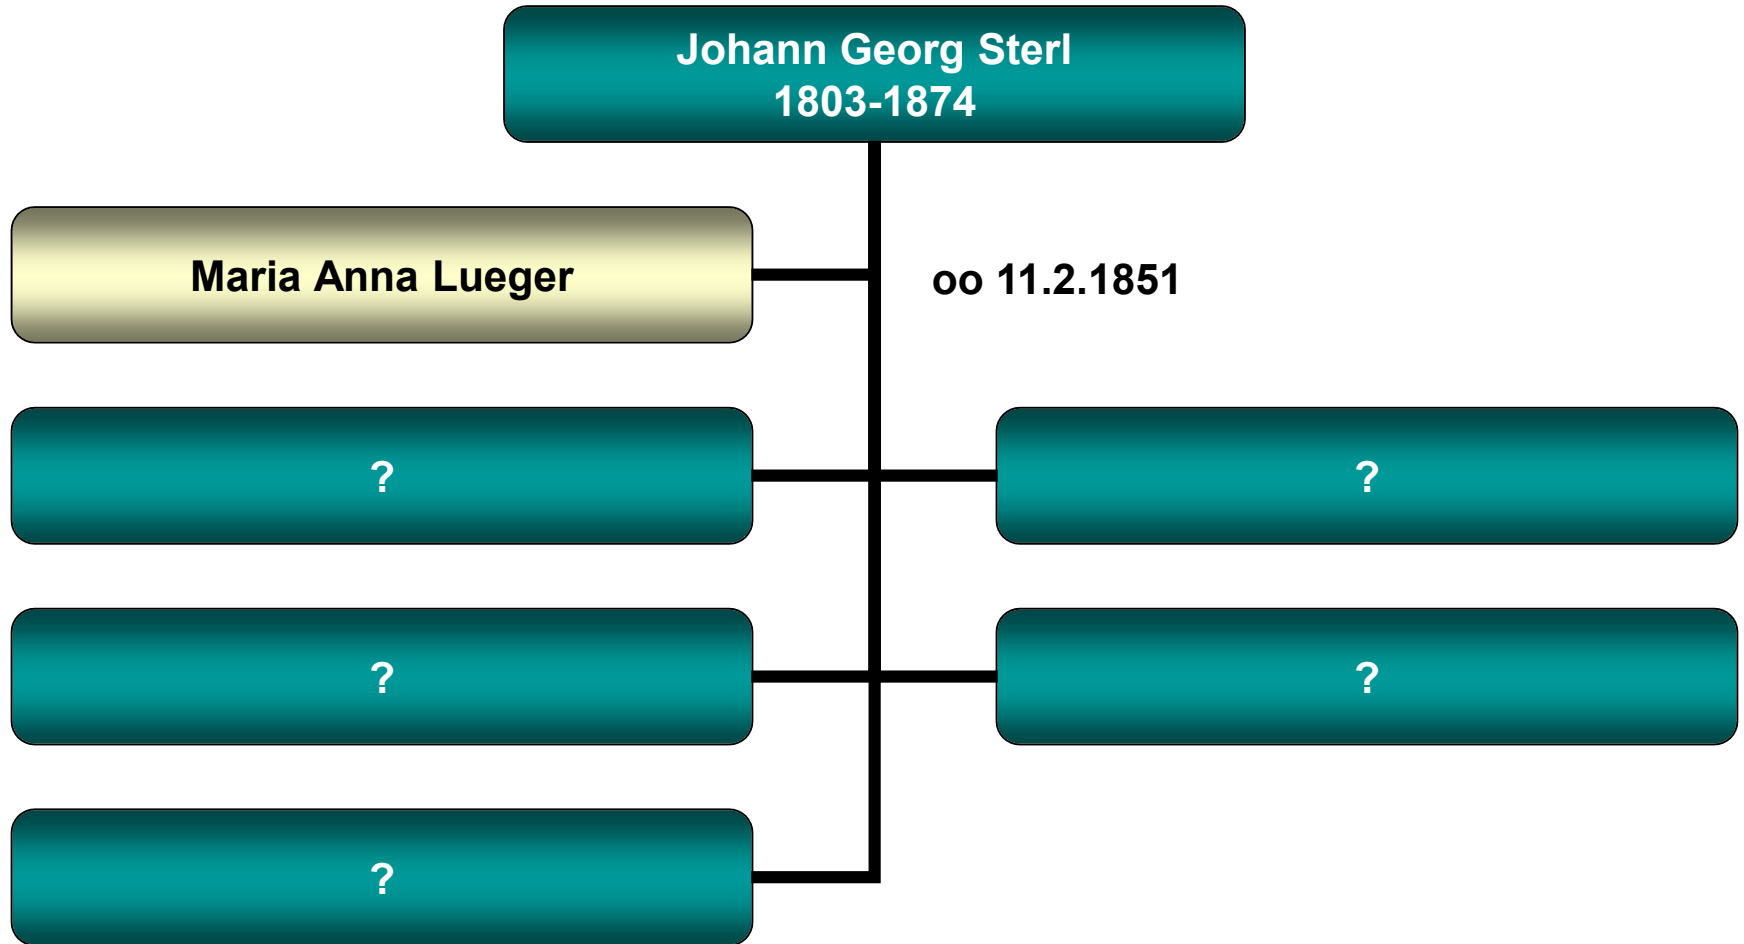 Johann Georg Sterl
1803-1874
Maria Anna Lueger
oo 11.2.1851
?
?
?
?
?